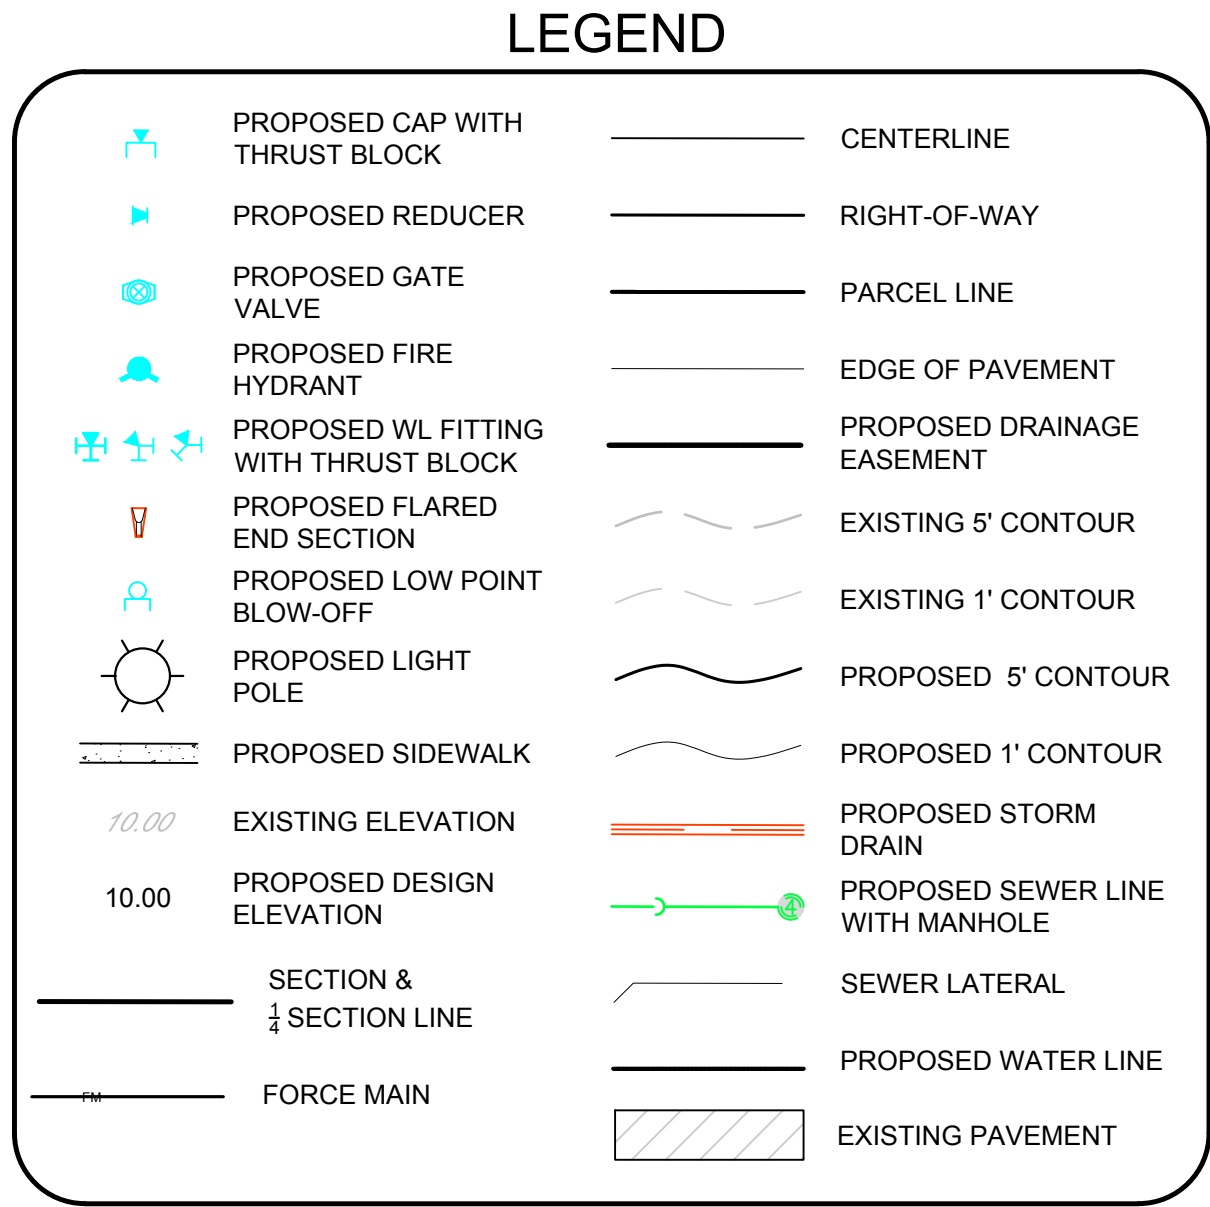 LEGEND
PROPOSED CAP WITH
THRUST BLOCK
PROPOSED REDUCER
PROPOSED GATE
VALVE
PROPOSED FIRE
HYDRANT
PROPOSED WL FITTING
WITH THRUST BLOCK
PROPOSED FLARED
END SECTION
PROPOSED LOW POINT
BLOW-OFF
PROPOSED LIGHT
POLE
PROPOSED SIDEWALK
10.00 EXISTING ELEVATION
10.00 PROPOSED DESIGN
ELEVATION
SECTION &
1/4 SECTION LINE
FM FORCE MAIN
CENTERLINE
RIGHT-OF-WAY
PARCEL LINE
EDGE OF PAVEMENT
PROPOSED DRAINAGE
EASEMENT
EXISTING 5' CONTOUR
EXISTING 1' CONTOUR
PROPOSED 5' CONTOUR
PROPOSED 1' CONTOUR
PROPOSED STORM
DRAIN
4 PROPOSED SEWER LINE
WITH MANHOLE
SEWER LATERAL
PROPOSED WATER LINE
EXISTING PAVEMENT